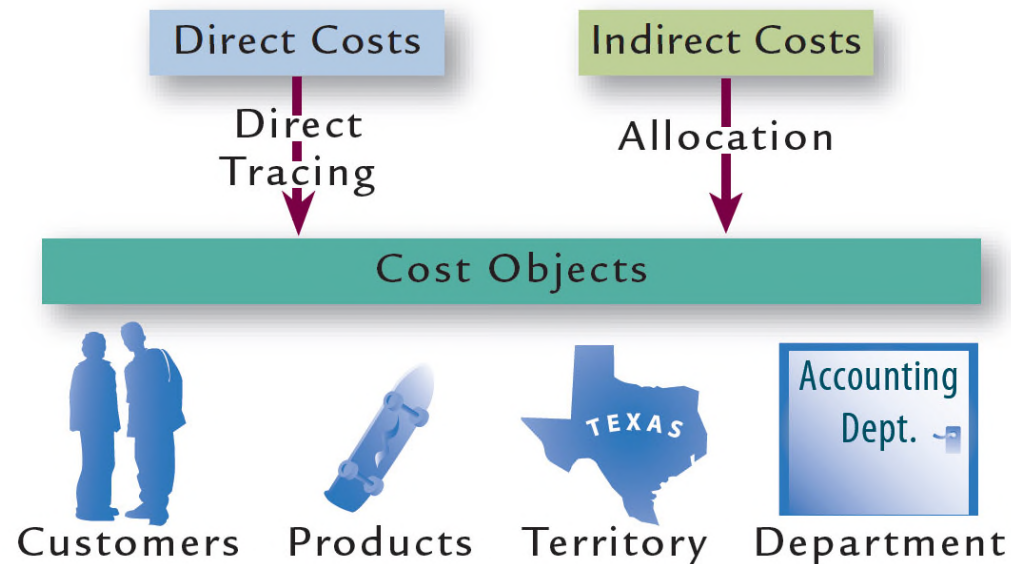 Direct Costs
Indirect Costs
Direct
Tracing
Allocation
Cost Objects
TEXAS
Accounting
Dept.
Customers
Products
Territory
Department